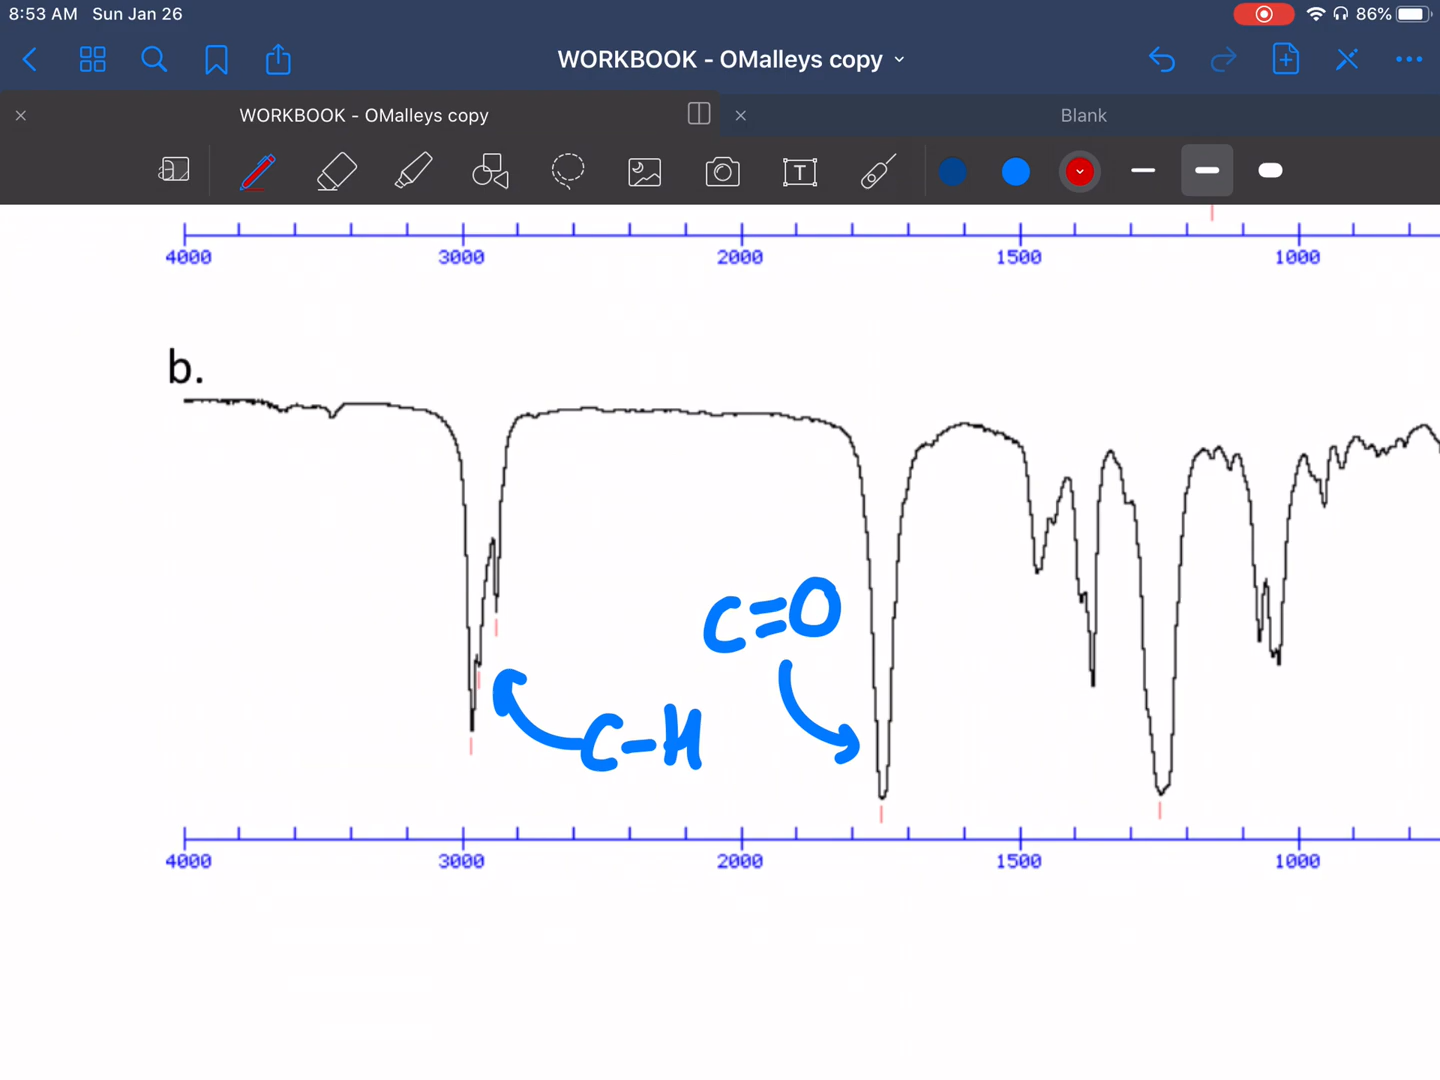 8:53 AM Sun Jan 26 86%
WORKBOOK - OMalleys copy
WORKBOOK - OMalleys copy Blank
T
4000 3000 2000 1500 1000
b.
C=O
C-H
4000 3000 2000 1500 1000